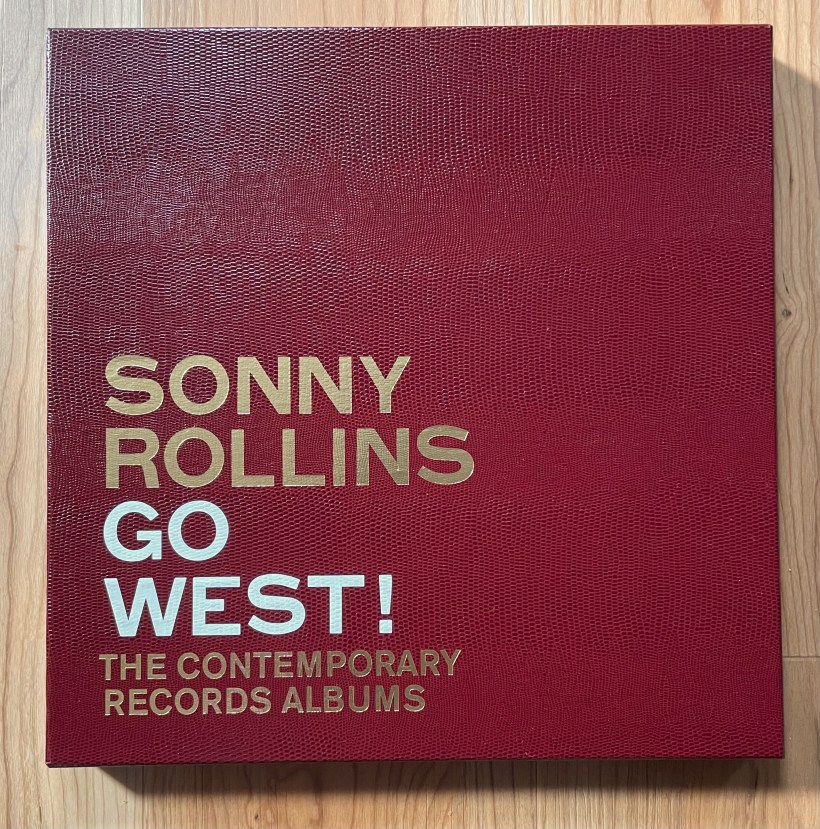 SONNY
ROLLINS
GO
WEST!
THE CONTEMPORARY
RECORDS ALBUMS